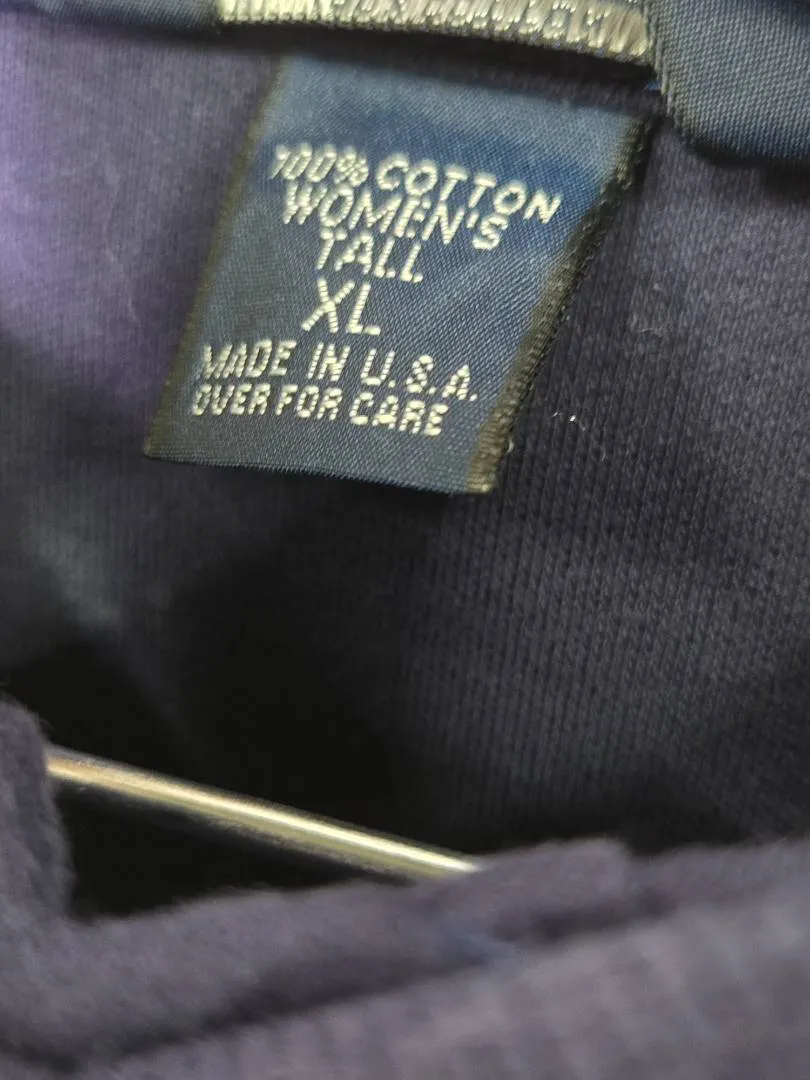 100% COTTON
WOMEN'S
TALL
XL
MADE IN U.S.A.
OVER FOR CARE